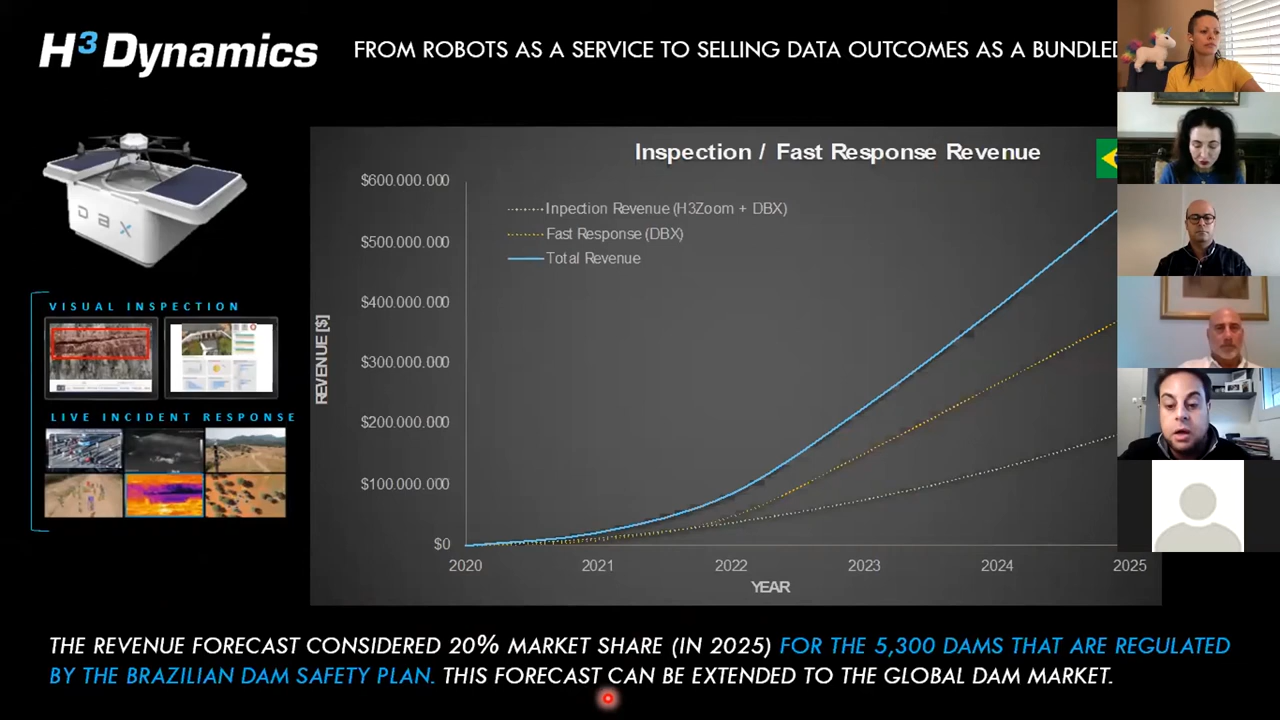 H³ Dynamics
FROM ROBOTS AS A SERVICE TO SELLING DATA OUTCOMES AS A BUNDLED
Inspection / Fast Response Revenue
$600.000.000
$500.000.000
$400.000.000
$300.000.000
$200.000.000
$100.000.000
$0
Inpection Revenue (H3Zoom + DBX)
Fast Response (DBX)
Total Revenue
REVENUE [$]
2020 2021 2022 2023 2024 2025
YEAR
DBX
VISUAL INSPECTION
LIVE INCIDENT RESPONSE
THE REVENUE FORECAST CONSIDERED 20% MARKET SHARE (IN 2025) FOR THE 5,300 DAMS THAT ARE REGULATED
BY THE BRAZILIAN DAM SAFETY PLAN. THIS FORECAST CAN BE EXTENDED TO THE GLOBAL DAM MARKET.